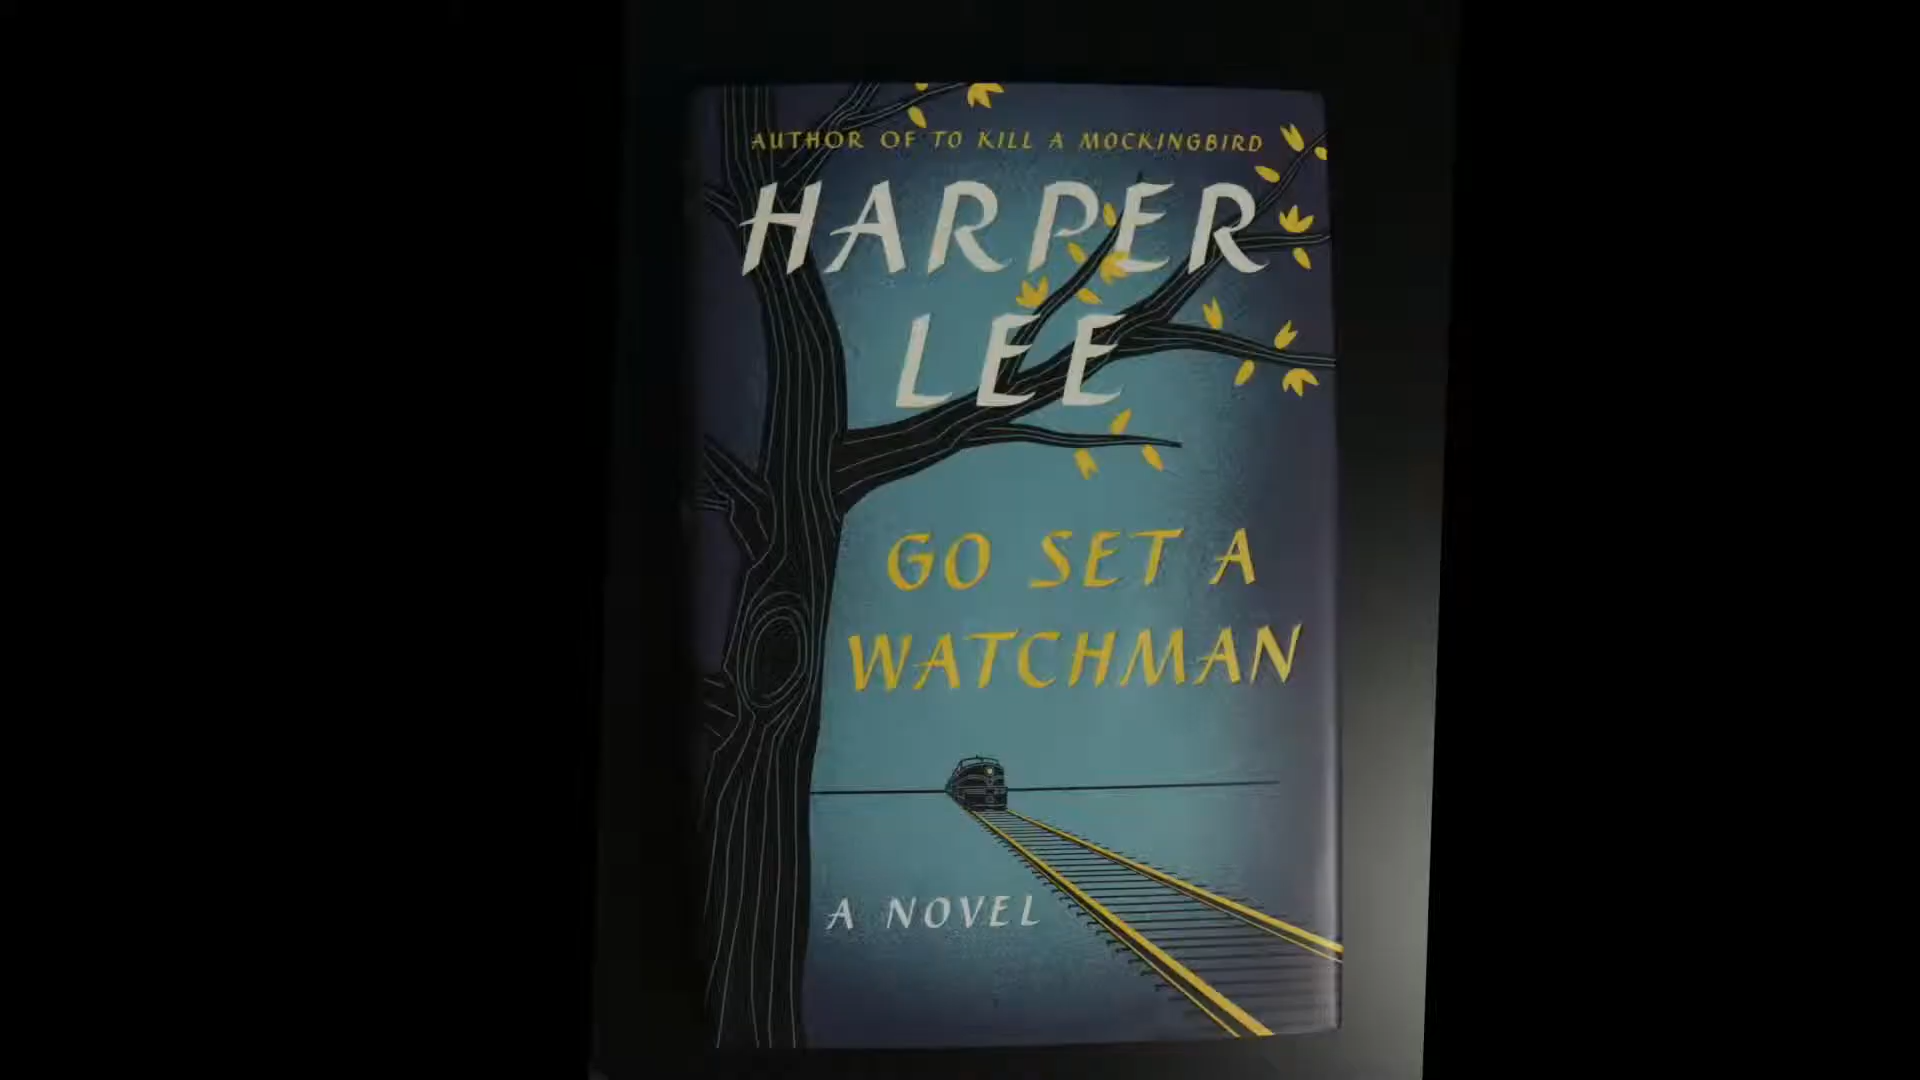 AUTHOR OF TO KILL A MOCKINGBIRD
HARPER
LEE
GO SET A
WATCHMAN
A NOVEL